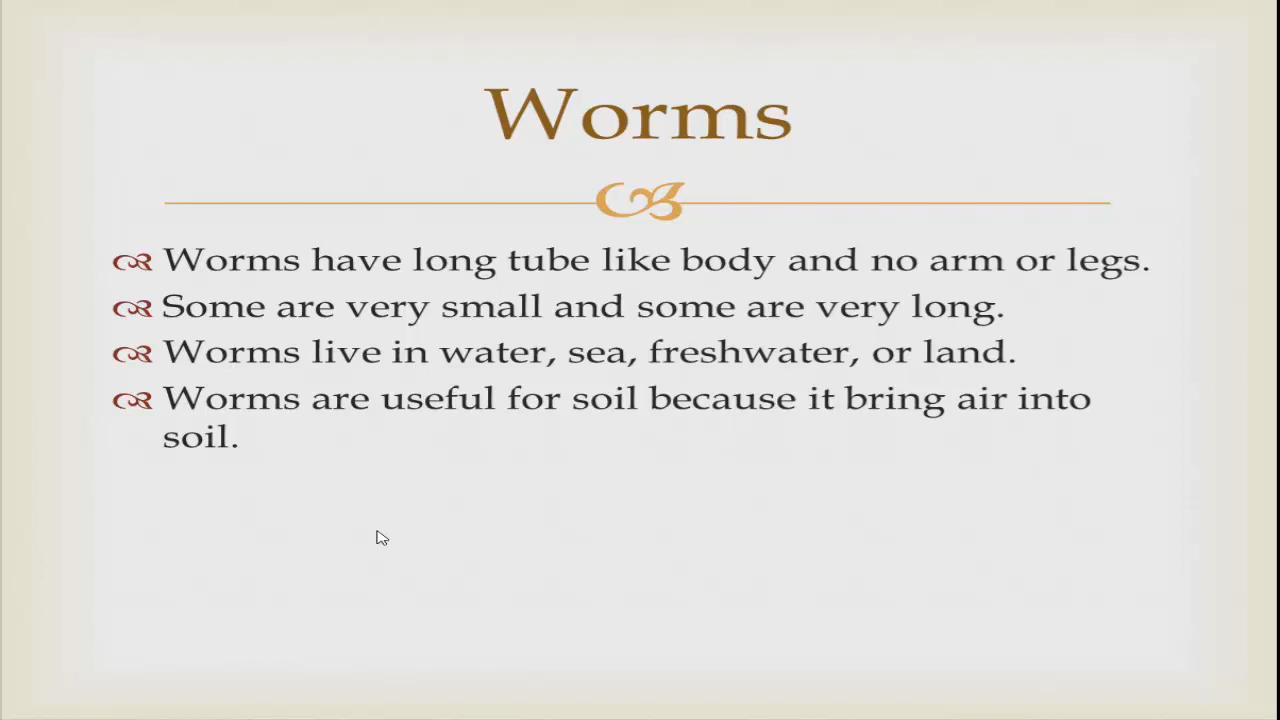 Worms
Worms have long tube like body and no arm or legs.
Some are very small and some are very long.
Worms live in water, sea, freshwater, or land.
Worms are useful for soil because it bring air into
soil.